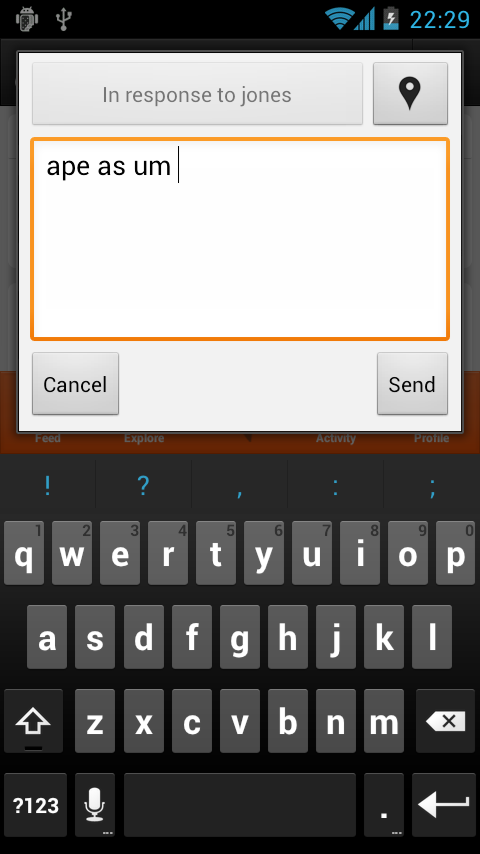 22:29
In response to jones
ape as um
Cancel
Send
Feed Explore Activity Profile
! ? , : ;
1 2 3 4 5 6 7 8 9 0
q w e r t y u i o p
a s d f g h j k l
z x c v b n m
?123 ... . ...